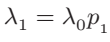 λ₁ = λ₀p₁